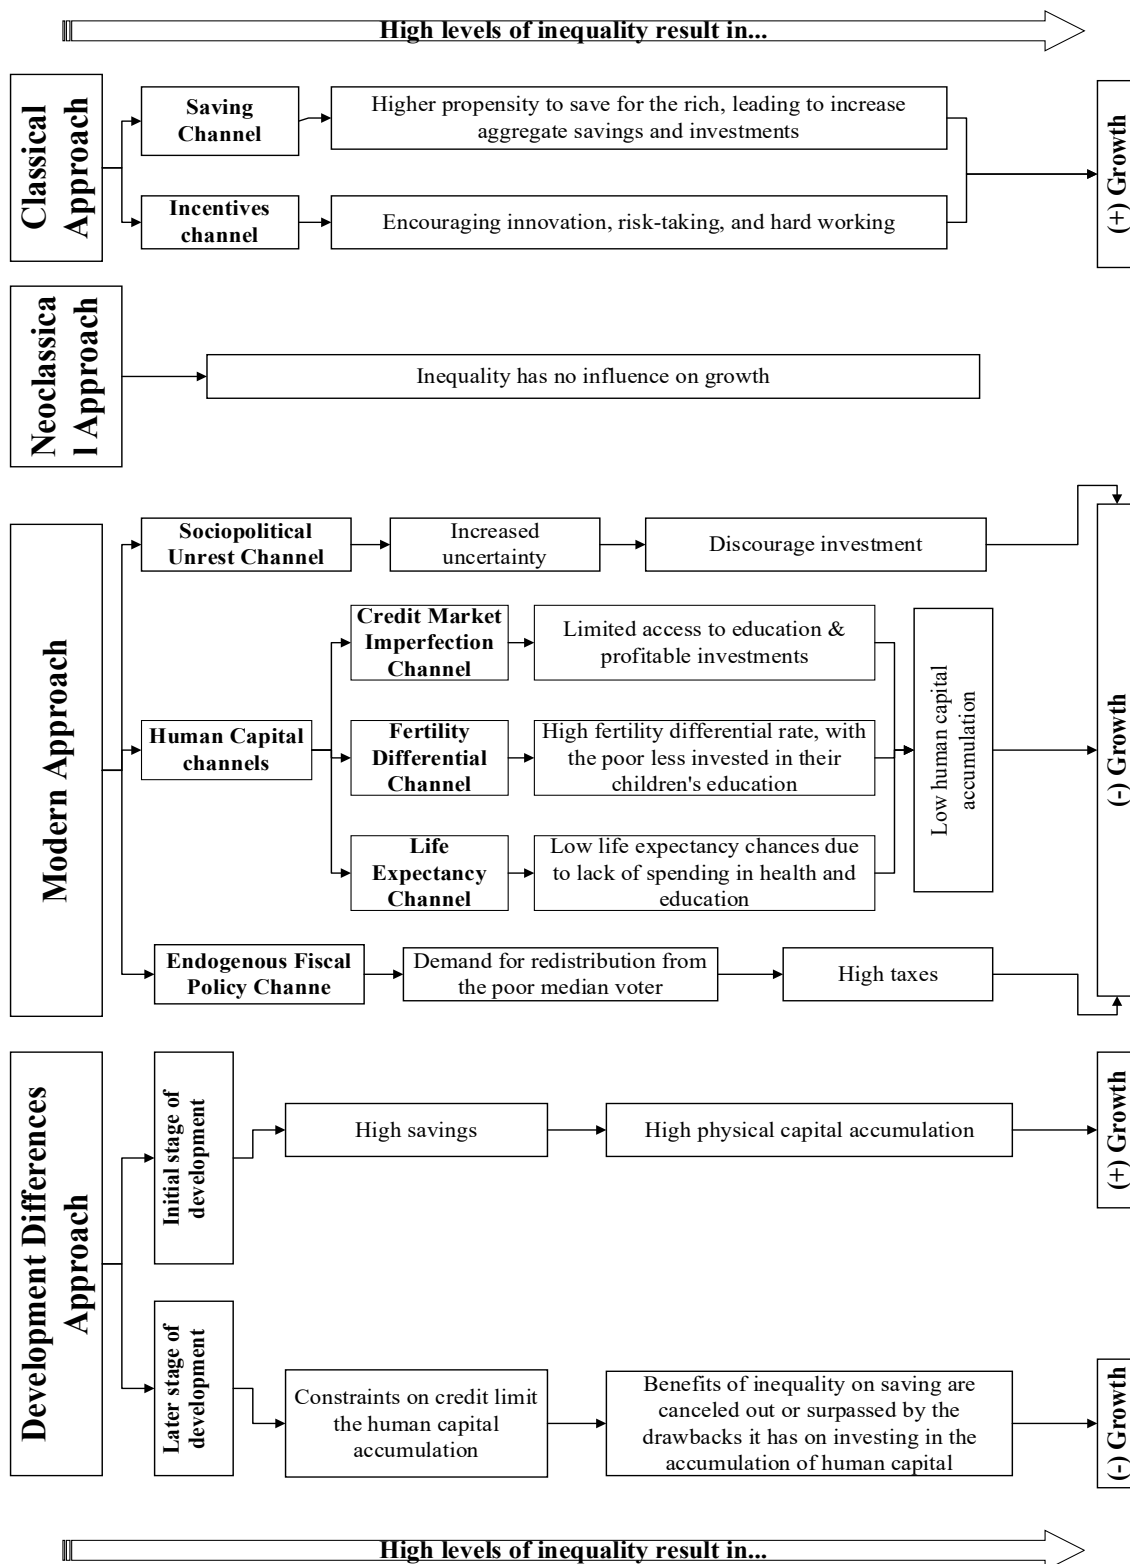 High levels of inequality result in...
Classical
Approach
Saving
Channel
Higher propensity to save for the rich, leading to increase
aggregate savings and investments
Incentives
channel
Encouraging innovation, risk-taking, and hard working
(+) Growth
Neoclassica
l Approach
Inequality has no influence on growth
Modern Approach
Sociopolitical
Unrest Channel
Increased
uncertainty
Discourage investment
Human Capital
channels
Credit Market
Imperfection
Channel
Limited access to education &
profitable investments
Fertility
Differential
Channel
High fertility differential rate, with
the poor less invested in their
children's education
Life
Expectancy
Channel
Low life expectancy chances due
to lack of spending in health and
education
Low human capital
accumulation
Endogenous Fiscal
Policy Channe
Demand for redistribution from
the poor median voter
High taxes
(-) Growth
Development Differences
Approach
Initial stage of
development
High savings
High physical capital accumulation
(+) Growth
Later stage of
development
Constraints on credit limit
the human capital
accumulation
Benefits of inequality on saving are
canceled out or surpassed by the
drawbacks it has on investing in the
accumulation of human capital
(-) Growth
High levels of inequality result in...